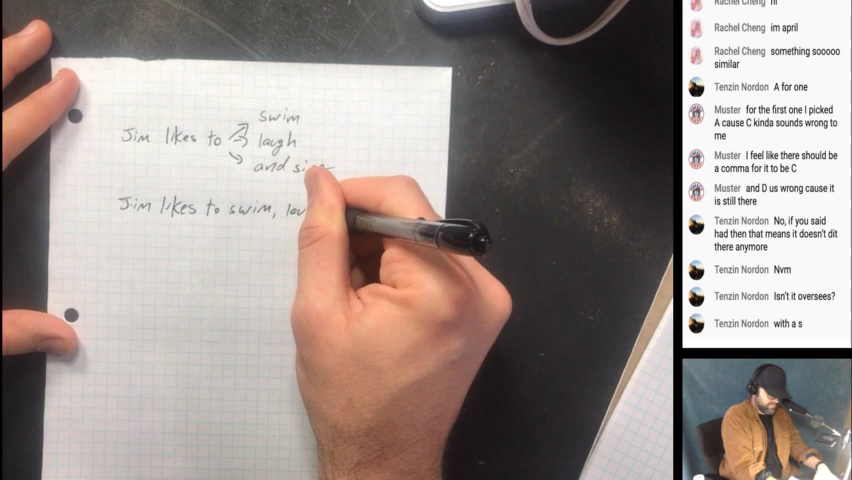 swim
Jim likes to
laugh
and
Jim likes to swim,
Rachel Cheng hi
Rachel Cheng im april
Rachel Cheng something sooooo
similar
Tenzin Nordon A for one
Muster for the first one I picked
A cause C kinda sounds wrong to
me
Muster I feel like there should be
a comma for it to be C
Muster and D us wrong cause it
is still there
Tenzin Nordon No, if you said
had then that means it doesn't dit
there anymore
Tenzin Nordon Nvm
Tenzin Nordon Isn't it oversees?
Tenzin Nordon with a s